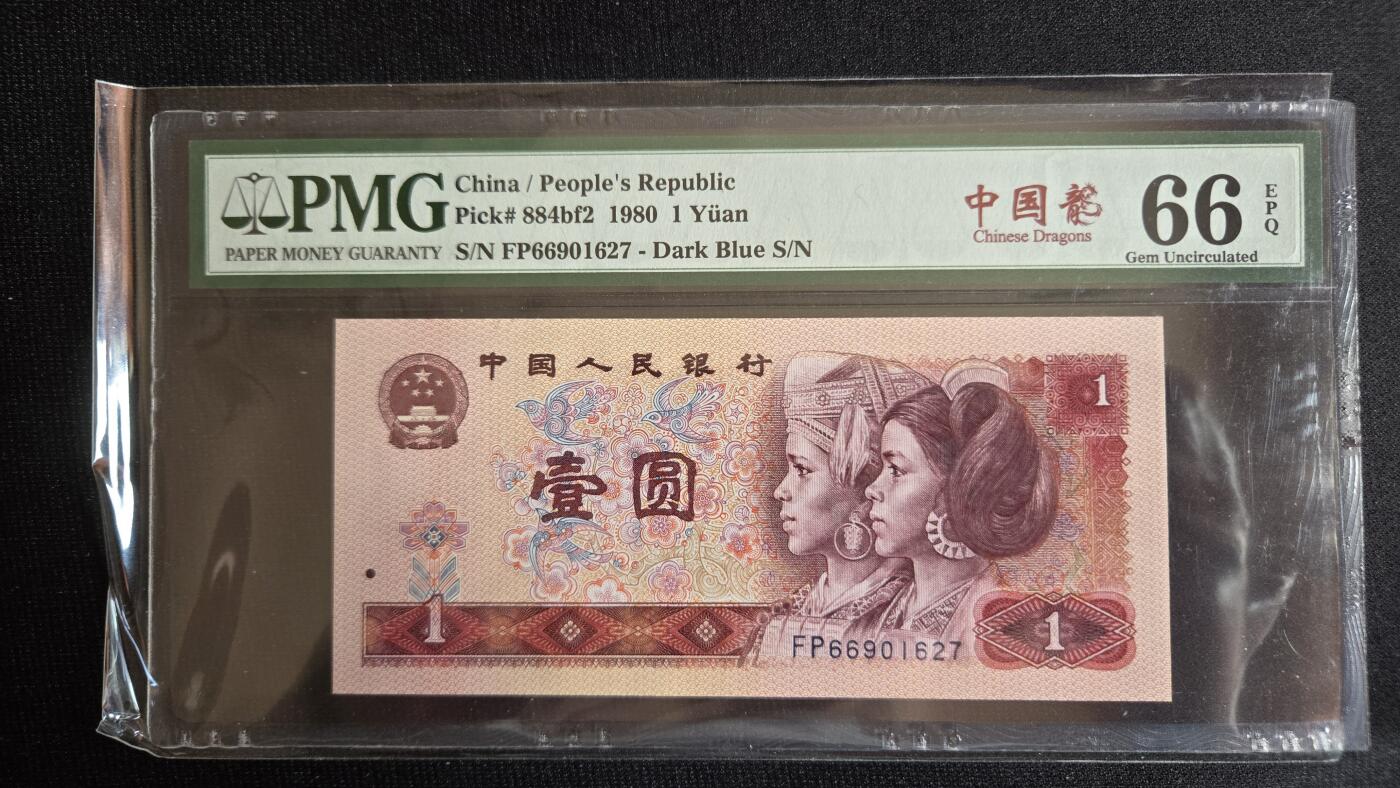 PMG
PAPER MONEY GUARANTY
China / People's Republic
Pick# 884bf2 1980 1 Yüan
S/N FP66901627 - Dark Blue S/N
中国龍
Chinese Dragons
66
EPQ
Gem Uncirculated
中国人民银行
1
壹圆
1
FP66901627
1